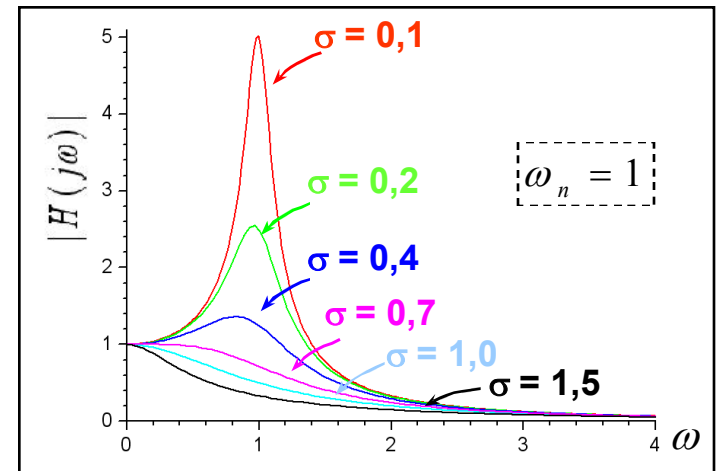 5
σ = 0,1
4
|H(jω)|
ω_n = 1
3
σ = 0,2
2
σ = 0,4
σ = 0,7
1
σ = 1,0
σ = 1,5
0
0 1 2 3 4 ω